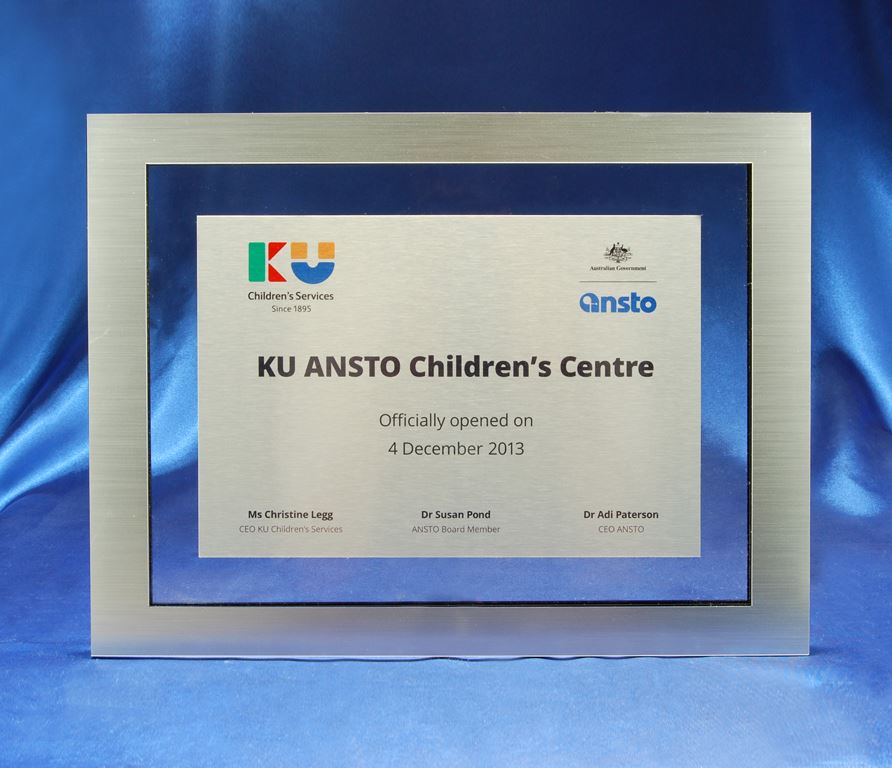 KU
Children's Services
Since 1895
Australian Government
ansto
KU ANSTO Children's Centre
Officially opened on
4 December 2013
Ms Christine Legg
CEO KU Children's Services
Dr Susan Pond
ANSTO Board Member
Dr Adi Paterson
CEO ANSTO